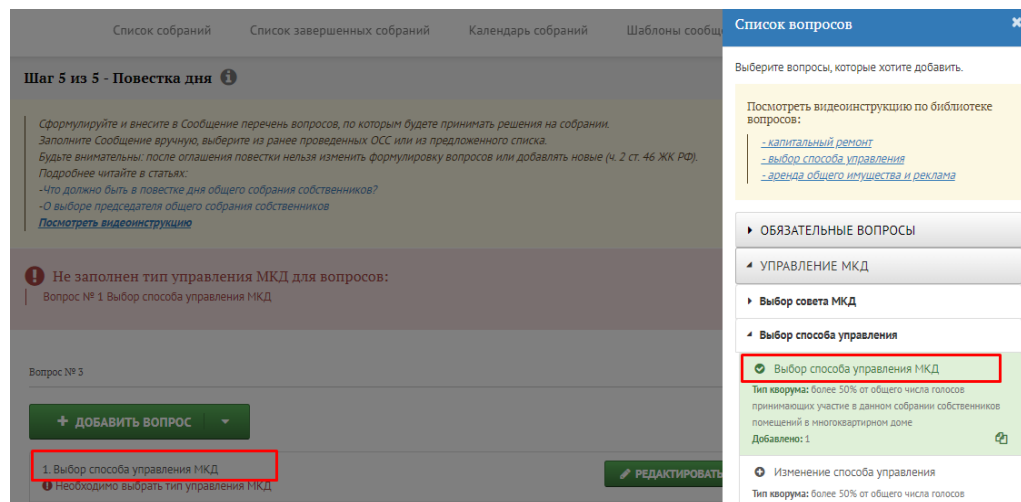 Список собраний Список завершенных собраний Календарь собраний Шаблоны сообщ
Шаг 5 из 5 - Повестка дня
Сформулируйте и внесите в Сообщение перечень вопросов, по которым будете принимать решения на собрании.
Заполните Сообщение вручную, выберите из ранее проведенных ОСС или из предложенного списка.
Будьте внимательны: после оглашения повестки нельзя изменить формулировку вопросов или добавлять новые (ч. 2 ст. 46 ЖК РФ).
Подробнее читайте в статьях:
-Что должно быть в повестке дня общего собрания собственников?
-О выборе председателя общего собрания собственников
Посмотреть видеоинструкцию
Не заполнен тип управления МКД для вопросов:
Вопрос № 1 Выбор способа управления МКД
Вопрос № 3
+ ДОБАВИТЬ ВОПРОС
1. Выбор способа управления МКД
Необходимо выбрать тип управления МКД
РЕДАКТИРОВАТЬ
Список вопросов
Выберите вопросы, которые хотите добавить.
Посмотреть видеоинструкцию по библиотеке
вопросов:
- капитальный ремонт
- выбор способа управления
- аренда общего имущества и реклама
ОБЯЗАТЕЛЬНЫЕ ВОПРОСЫ
УПРАВЛЕНИЕ МКД
Выбор совета МКД
Выбор способа управления
Выбор способа управления МКД
Тип кворума: более 50% от общего числа голосов
принимающих участие в данном собрании собственников
помещений в многоквартирном доме
Добавлено: 1
Изменение способа управления
Тип кворума: более 50% от общего числа голосов